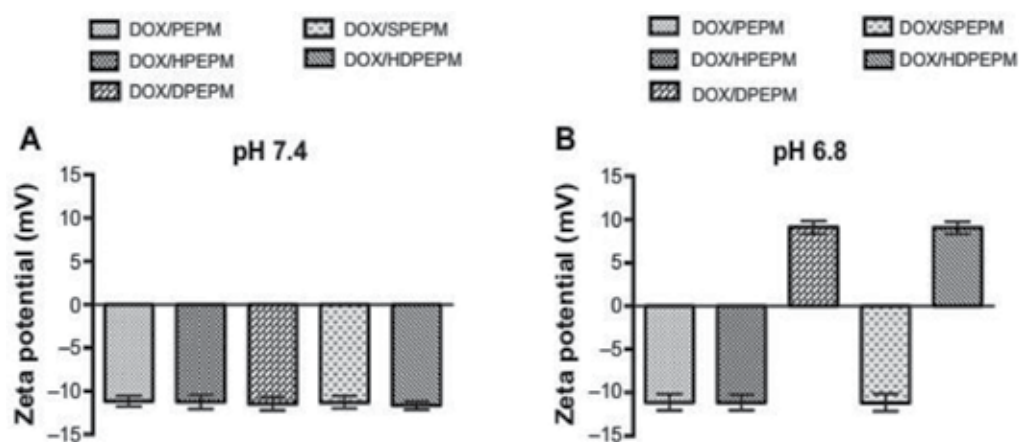 DOX/PEPM
DOX/SPEPM
DOX/HPEPM
DOX/HDPEPM
DOX/DPEPM
A
pH 7.4
Zeta potential (mV)
15
10
5
0
−5
−10
−15
DOX/PEPM
DOX/SPEPM
DOX/HPEPM
DOX/HDPEPM
DOX/DPEPM
B
pH 6.8
Zeta potential (mV)
15
10
5
0
−5
−10
−15